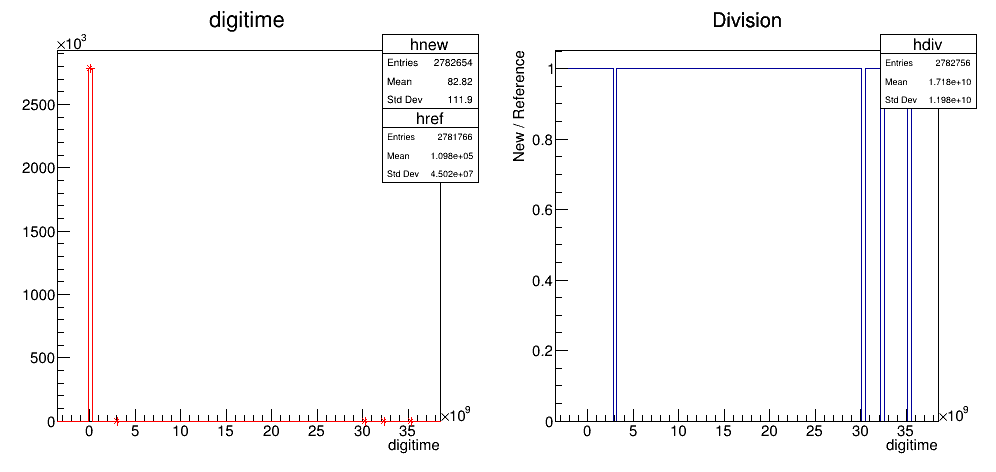 digitime
×10³
hnew
Entries 2782654
Mean 82.82
Std Dev 111.9
href
Entries 2781766
Mean 1.098e+05
Std Dev 4.502e+07
2500
2000
1500
1000
500
0
0 5 10 15 20 25 30 35 ×10⁹
digitime
Division
hdiv
Entries 2782756
Mean 1.718e+10
Std Dev 1.198e+10
New / Reference
1
0.8
0.6
0.4
0.2
0
0 5 10 15 20 25 30 35 ×10⁹
digitime